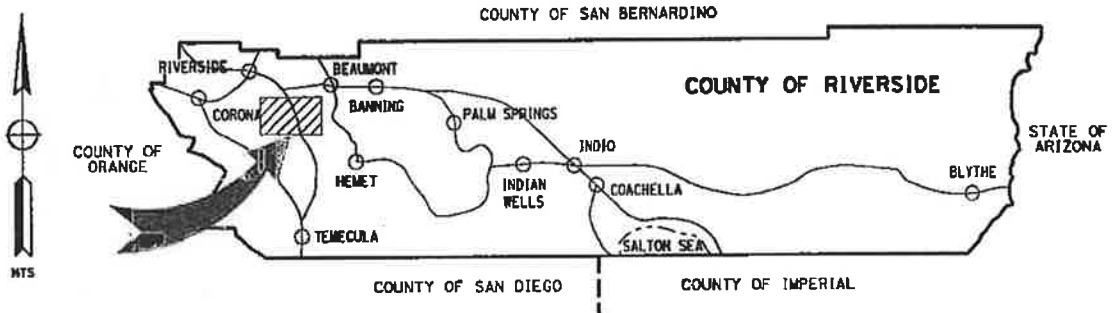 COUNTY OF SAN BERNARDINO
RIVERSIDE
BEAUMONT
COUNTY OF RIVERSIDE
CORONA
BANNING
PALM SPRINGS
STATE OF
ARIZONA
COUNTY OF
ORANGE
HEMET
INDIO
INDIAN
WELLS
COACHELLA
BLYTHE
TEMECULA
SALTON SEA
NTS
COUNTY OF SAN DIEGO
COUNTY OF IMPERIAL